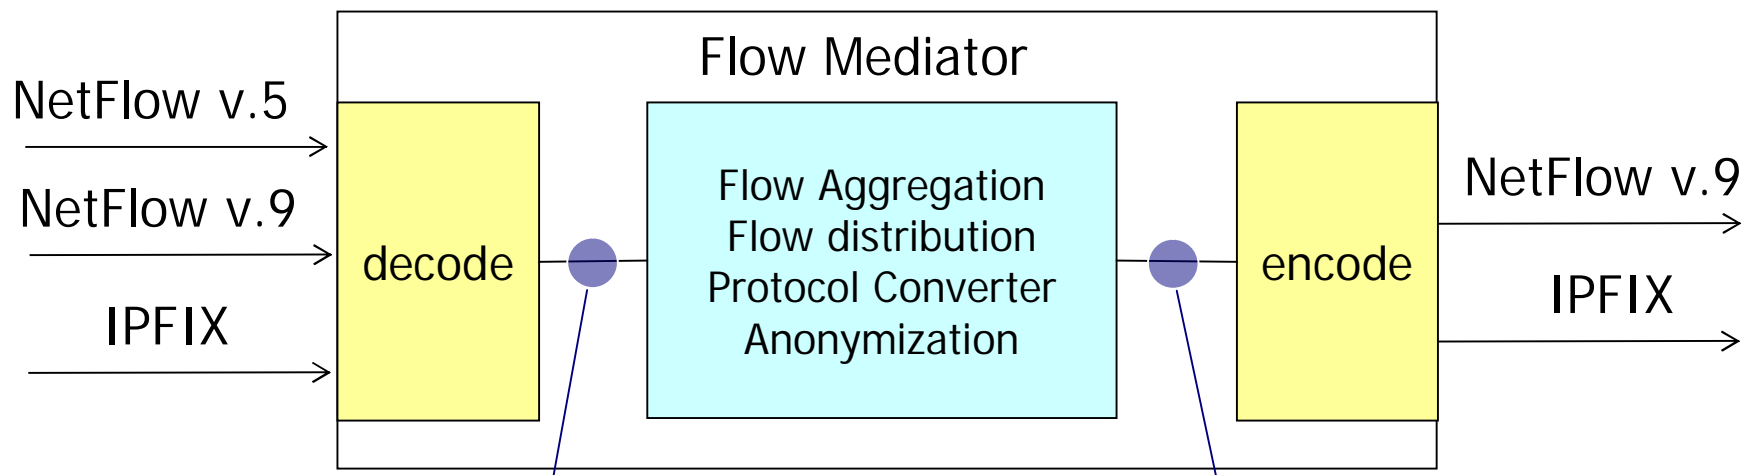 Flow Mediator
NetFlow v.5
NetFlow v.9
IPFIX
decode
Flow Aggregation
Flow distribution
Protocol Converter
Anonymization
encode
NetFlow v.9
IPFIX